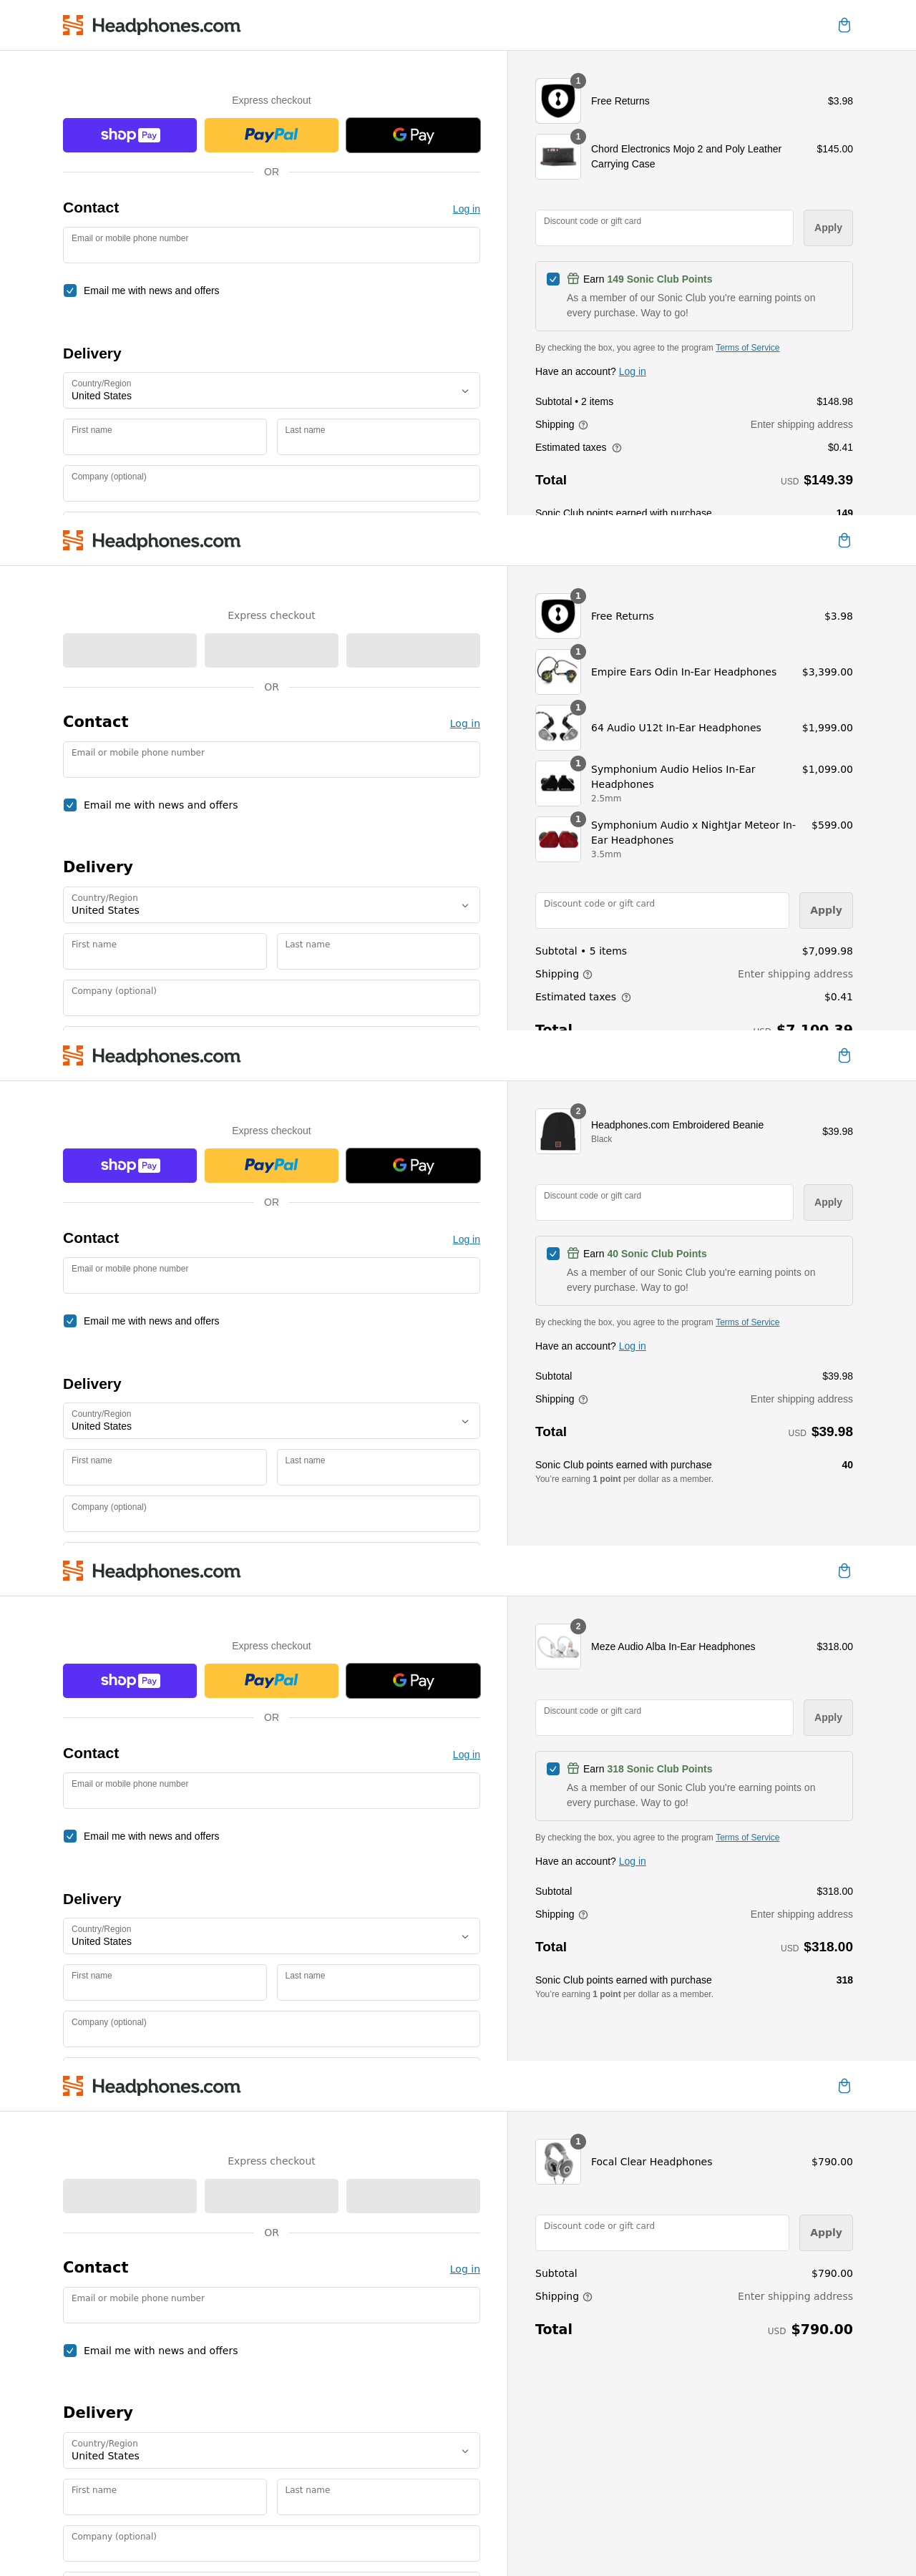 Headphones.com
Express checkout
shop Pay
PayPal
G Pay
OR
Contact
Log in
Email or mobile phone number
Email me with news and offers
Delivery
Country/Region
United States
First name
Last name
Company (optional)
1
Free Returns
$3.98
1
Chord Electronics Mojo 2 and Poly Leather
Carrying Case
$145.00
Discount code or gift card
Apply
Earn 149 Sonic Club Points
As a member of our Sonic Club you're earning points on
every purchase. Way to go!
By checking the box, you agree to the program Terms of Service
Have an account? Log in
Subtotal • 2 items
$148.98
Shipping
Enter shipping address
Estimated taxes
$0.41
Total
USD $149.39
Sonic Club points earned with purchase
149
Headphones.com
Express checkout
OR
Contact
Log in
Email or mobile phone number
Email me with news and offers
Delivery
Country/Region
United States
First name
Last name
Company (optional)
1
Free Returns
$3.98
1
Empire Ears Odin In-Ear Headphones
$3,399.00
1
64 Audio U12t In-Ear Headphones
$1,999.00
1
Symphonium Audio Helios In-Ear
Headphones
2.5mm
$1,099.00
1
Symphonium Audio x NightJar Meteor In-
Ear Headphones
3.5mm
$599.00
Discount code or gift card
Apply
Subtotal • 5 items
$7,099.98
Shipping
Enter shipping address
Estimated taxes
$0.41
Total
USD $7,100.39
Headphones.com
Express checkout
shop Pay
PayPal
G Pay
OR
Contact
Log in
Email or mobile phone number
Email me with news and offers
Delivery
Country/Region
United States
First name
Last name
Company (optional)
2
Headphones.com Embroidered Beanie
Black
$39.98
Discount code or gift card
Apply
Earn 40 Sonic Club Points
As a member of our Sonic Club you're earning points on
every purchase. Way to go!
By checking the box, you agree to the program Terms of Service
Have an account? Log in
Subtotal
$39.98
Shipping
Enter shipping address
Total
USD $39.98
Sonic Club points earned with purchase
40
You're earning 1 point per dollar as a member.
Headphones.com
Express checkout
shop Pay
PayPal
G Pay
OR
Contact
Log in
Email or mobile phone number
Email me with news and offers
Delivery
Country/Region
United States
First name
Last name
Company (optional)
2
Meze Audio Alba In-Ear Headphones
$318.00
Discount code or gift card
Apply
Earn 318 Sonic Club Points
As a member of our Sonic Club you're earning points on
every purchase. Way to go!
By checking the box, you agree to the program Terms of Service
Have an account? Log in
Subtotal
$318.00
Shipping
Enter shipping address
Total
USD $318.00
Sonic Club points earned with purchase
318
You're earning 1 point per dollar as a member.
Headphones.com
Express checkout
OR
Contact
Log in
Email or mobile phone number
Email me with news and offers
Delivery
Country/Region
United States
First name
Last name
Company (optional)
1
Focal Clear Headphones
$790.00
Discount code or gift card
Apply
Subtotal
$790.00
Shipping
Enter shipping address
Total
USD $790.00